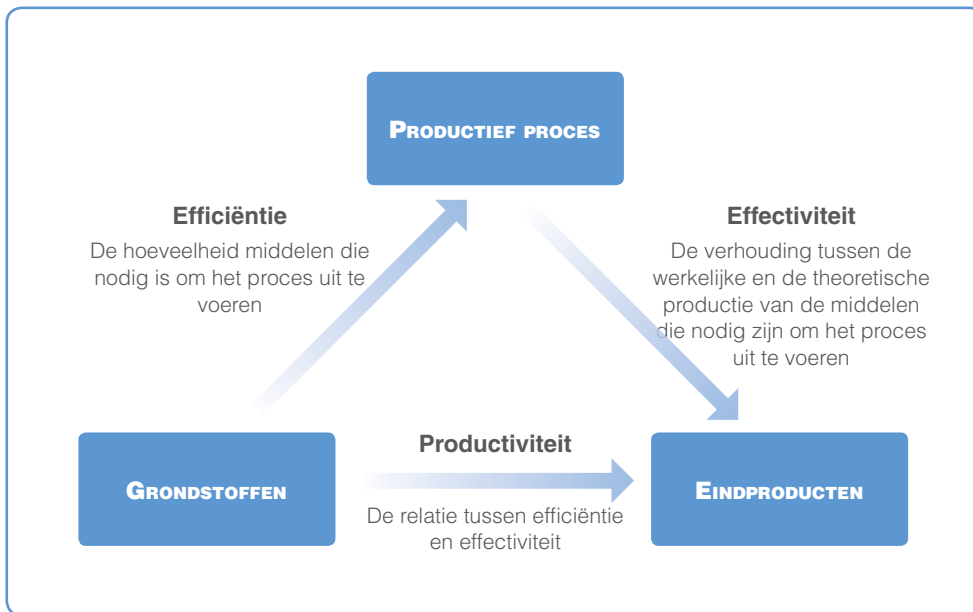 PRODUCTIEF PROCES
Efficiëntie
De hoeveelheid middelen die
nodig is om het proces uit te
voeren
Effectiviteit
De verhouding tussen de
werkelijke en de theoretische
productie van de middelen
die nodig zijn om het proces
uit te voeren
GRONDSTOFFEN
Productiviteit
De relatie tussen efficiëntie
en effectiviteit
EINDPRODUCTEN